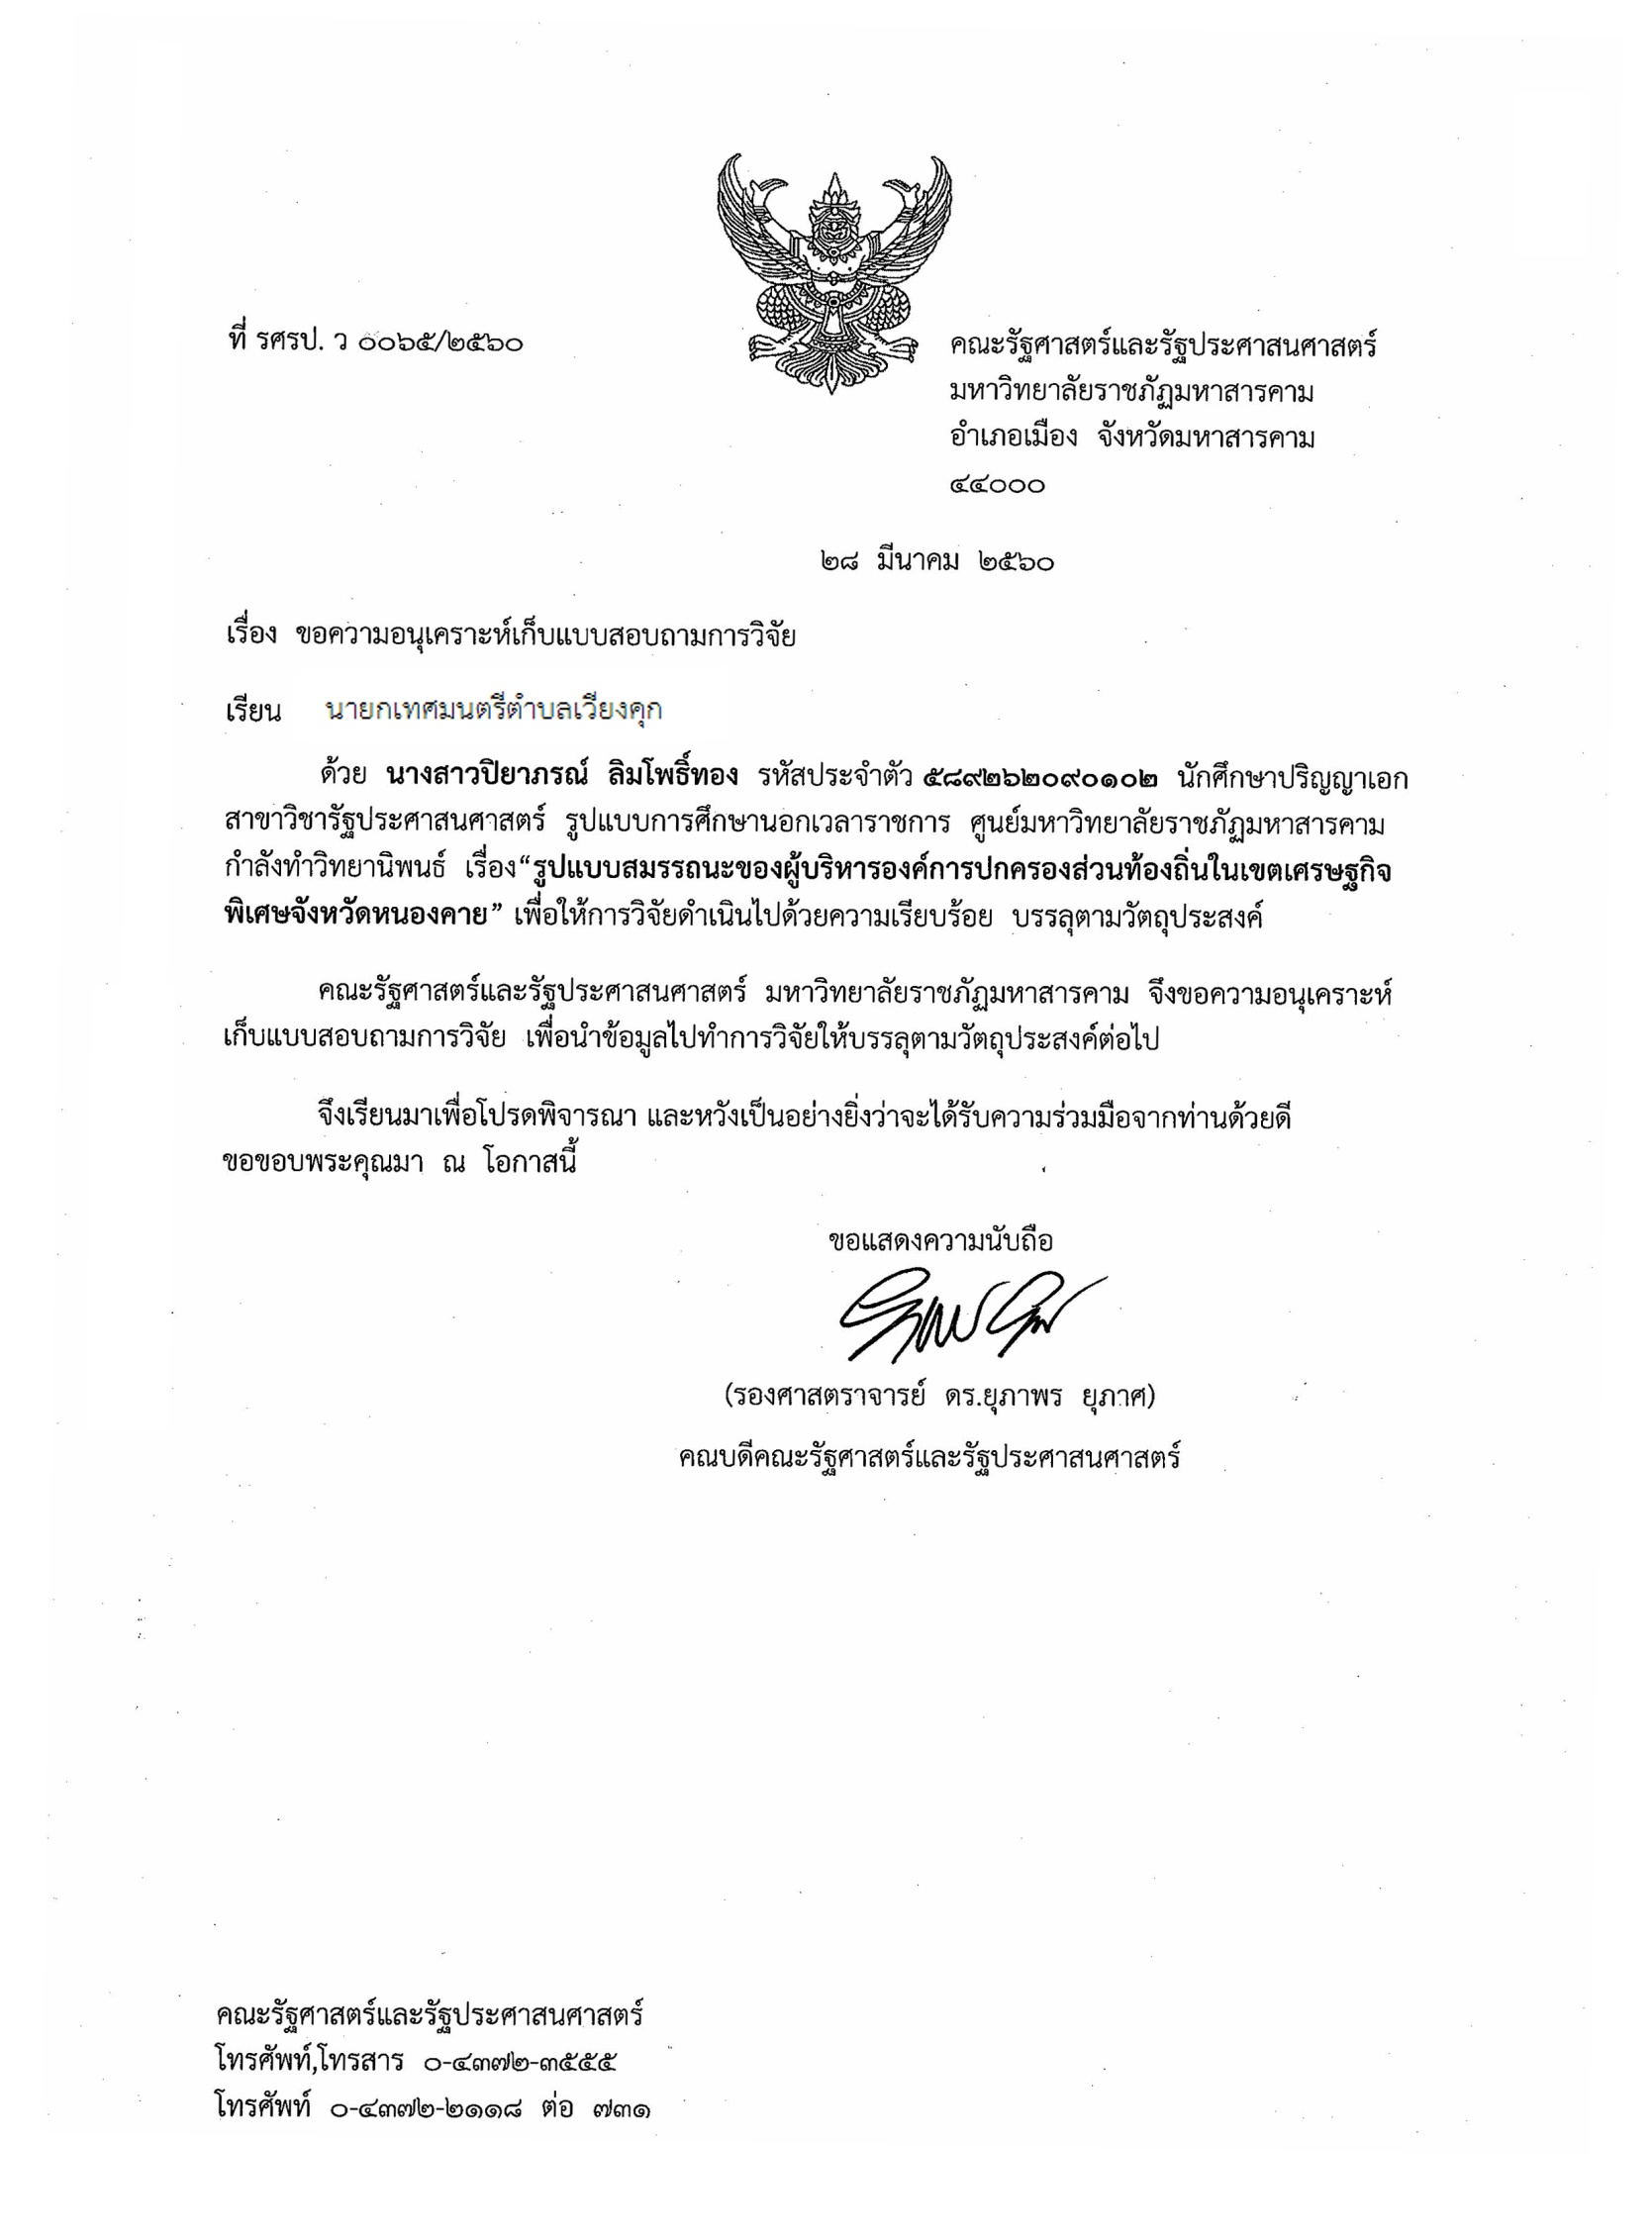 ที่ รศรป. ว ๐๐๖๕/๒๕๖๐
คณะรัฐศาสตร์และรัฐประศาสนศาสตร์
มหาวิทยาลัยราชภัฏมหาสารคาม
อำเภอเมือง จังหวัดมหาสารคาม
๔๔๐๐๐
๒๘ มีนาคม ๒๕๖๐
เรื่อง ขอความอนุเคราะห์เก็บแบบสอบถามการวิจัย
เรียน นายกเทศมนตรีตำบลเวียงคุก
ด้วย นางสาวปิยาภรณ์ ลิมโพธิ์ทอง รหัสประจำตัว ๕๘๙๒๖๒๐๙๐๑๐๒ นักศึกษาปริญญาเอก
สาขาวิชารัฐประศาสนศาสตร์ รูปแบบการศึกษานอกเวลาราชการ ศูนย์มหาวิทยาลัยราชภัฏมหาสารคาม
กำลังทำวิทยานิพนธ์ เรื่อง“รูปแบบสมรรถนะของผู้บริหารองค์การปกครองส่วนท้องถิ่นในเขตเศรษฐกิจ
พิเศษจังหวัดหนองคาย” เพื่อให้การวิจัยดำเนินไปด้วยความเรียบร้อย บรรลุตามวัตถุประสงค์
คณะรัฐศาสตร์และรัฐประศาสนศาสตร์ มหาวิทยาลัยราชภัฏมหาสารคาม จึงขอความอนุเคราะห์
เก็บแบบสอบถามการวิจัย เพื่อนำข้อมูลไปทำการวิจัยให้บรรลุตามวัตถุประสงค์ต่อไป
จึงเรียนมาเพื่อโปรดพิจารณา และหวังเป็นอย่างยิ่งว่าจะได้รับความร่วมมือจากท่านด้วยดี
ขอขอบพระคุณมา ณ โอกาสนี้
ขอแสดงความนับถือ
(รองศาสตราจารย์ ดร.ยุภาพร ยุภาศ)
คณบดีคณะรัฐศาสตร์และรัฐประศาสนศาสตร์
คณะรัฐศาสตร์และรัฐประศาสนศาสตร์
โทรศัพท์,โทรสาร ๐-๔๓๗๒-๓๕๕๕
โทรศัพท์ ๐-๔๓๗๒-๒๑๑๘ ต่อ ๗๓๑